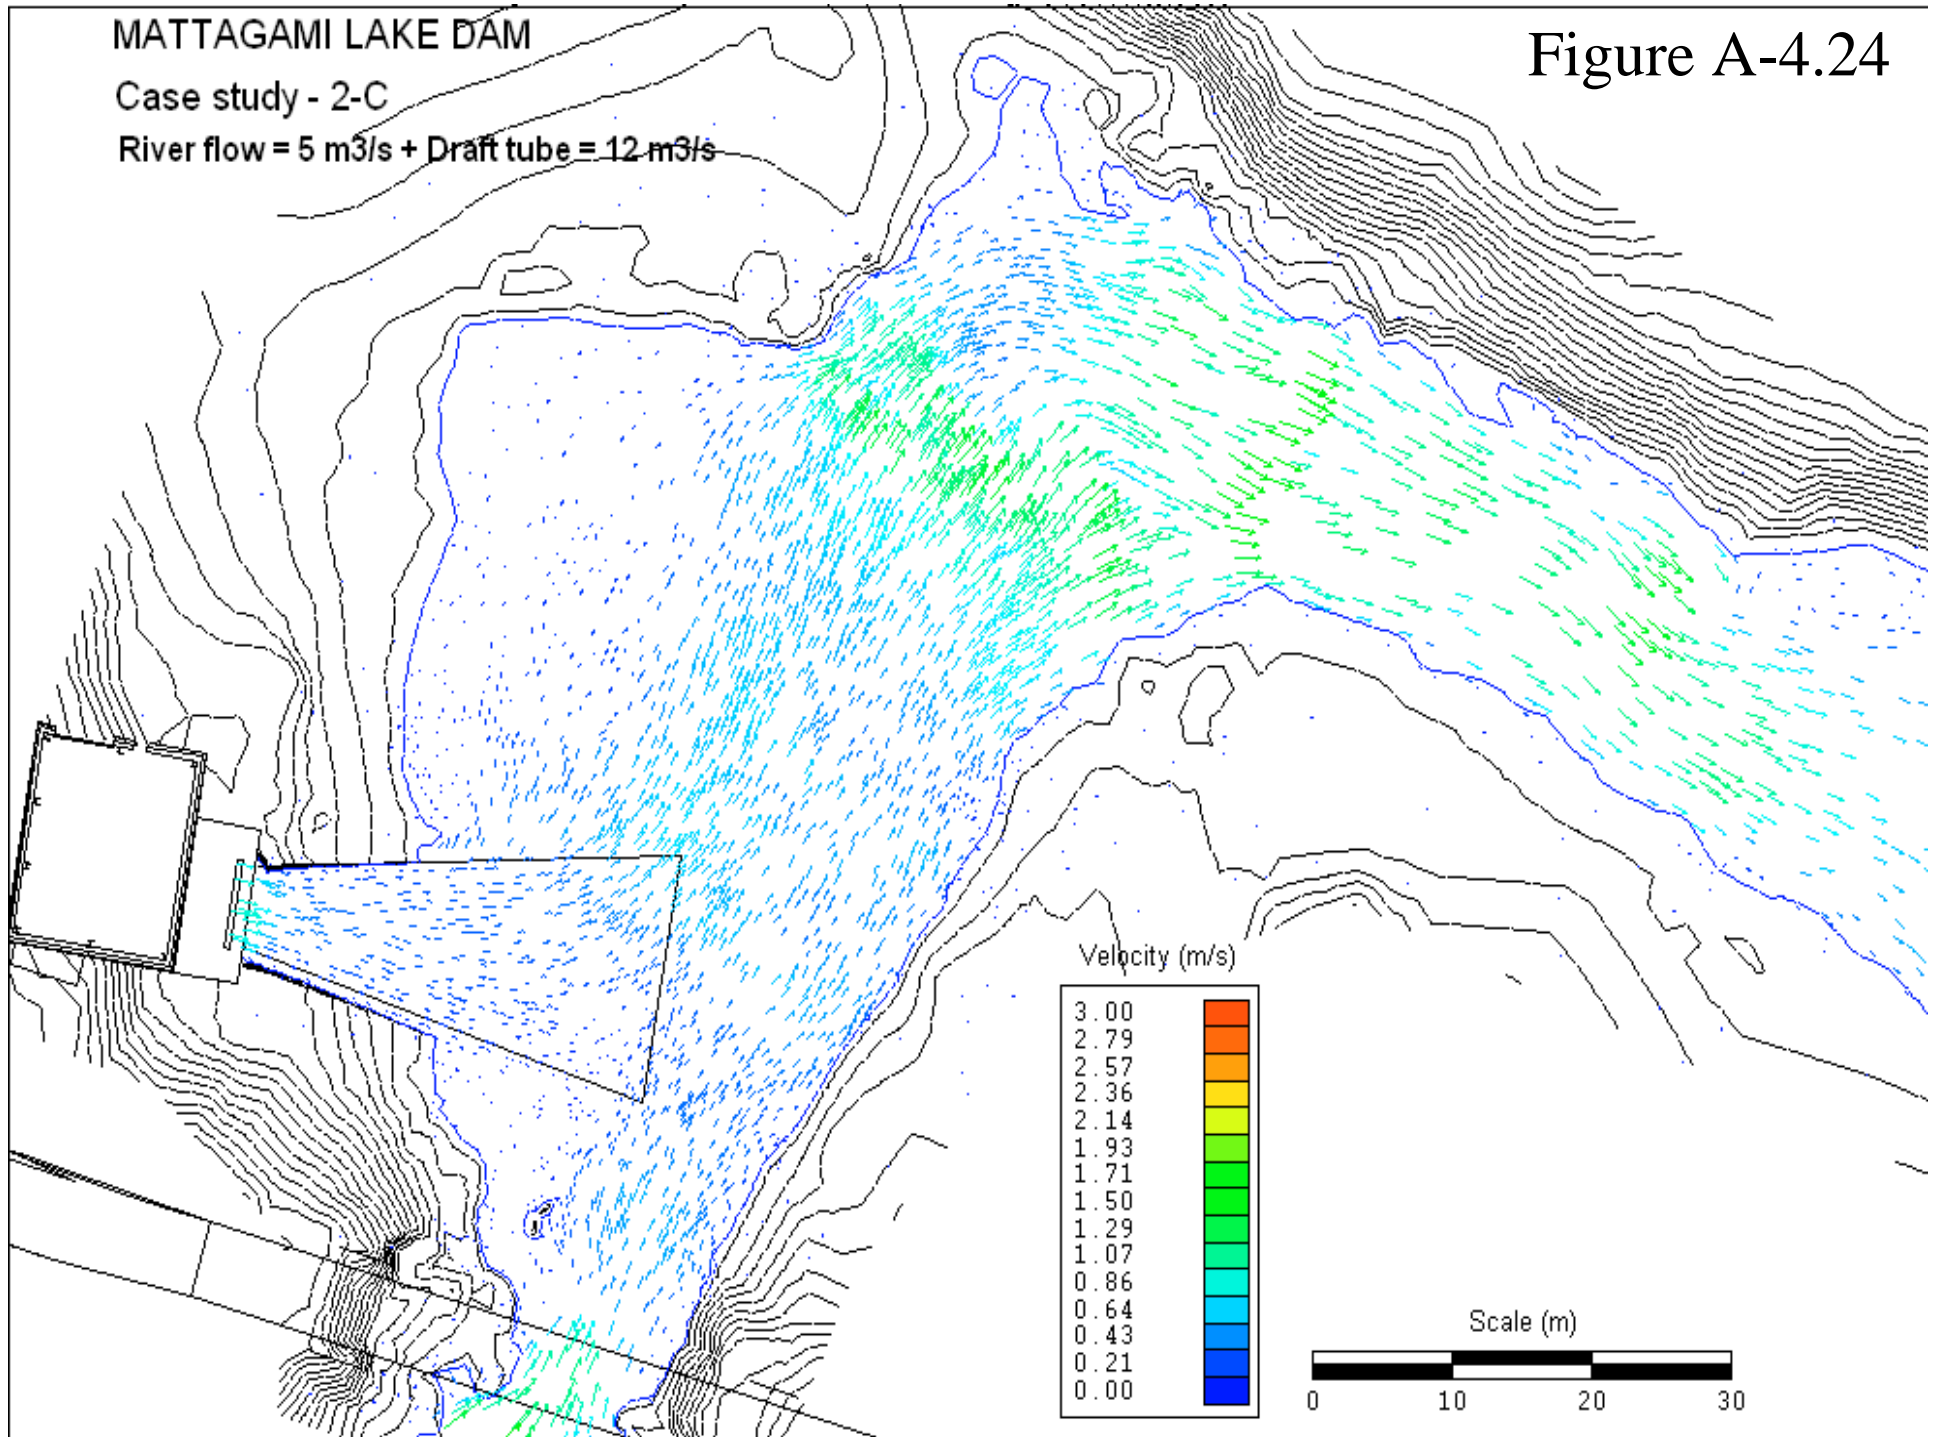 MATTAGAMI LAKE DAM
Case study - 2-C
River flow = 5 m3/s + Draft tube = 12 m3/s
Figure A-4.24
Velocity (m/s)
3.00
2.79
2.57
2.36
2.14
1.93
1.71
1.50
1.29
1.07
0.86
0.64
0.43
0.21
0.00
Scale (m)
0 10 20 30